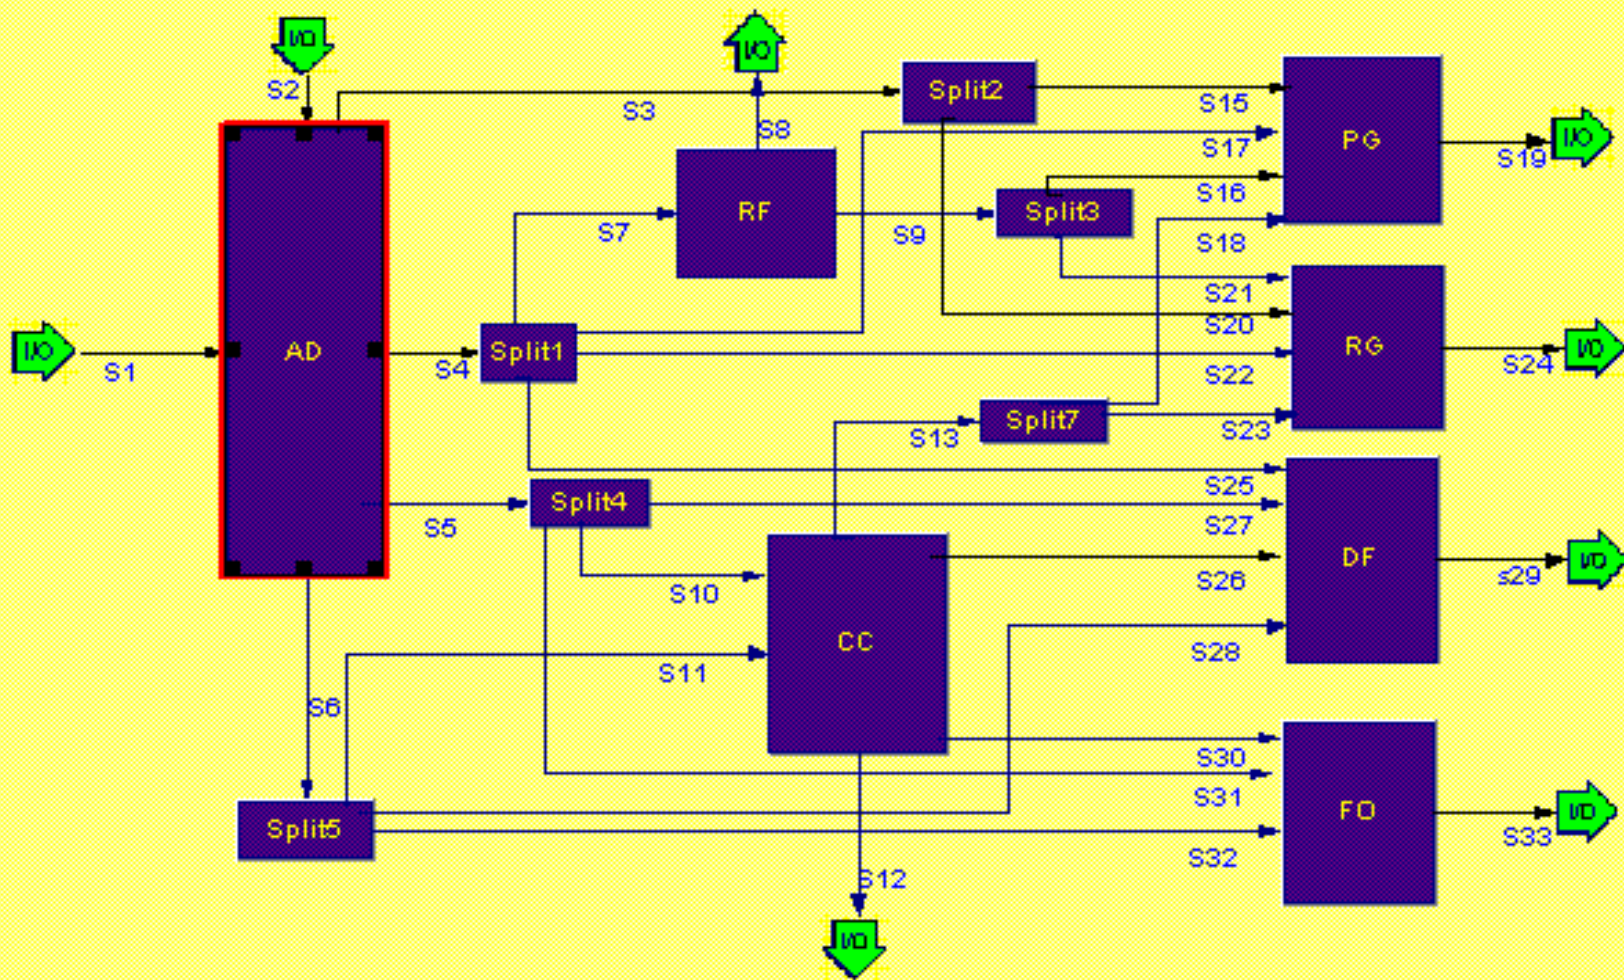 I/O
I/O
S2
Split2
S3
S15
S8
PG
I/O
S17
S19
RF
S16
Split3
S7
S9
S18
S21
S20
I/O
AD
Split1
RG
I/O
S1
S4
S22
S24
Split7
S13
S23
S25
Split4
S5
S27
DF
I/O
S10
S26
s29
CC
S11
S28
S6
S30
S31
FO
I/O
Split5
S32
S33
S12
I/O